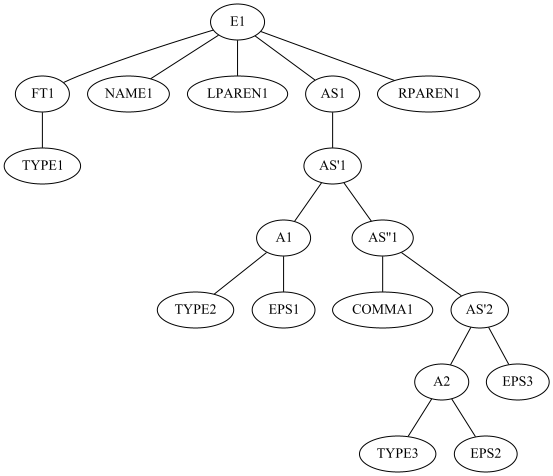 E1
FT1 NAME1 LPAREN1 AS1 RPAREN1
TYPE1 AS'1
A1 AS''1
TYPE2 EPS1 COMMA1 AS'2
A2 EPS3
TYPE3 EPS2